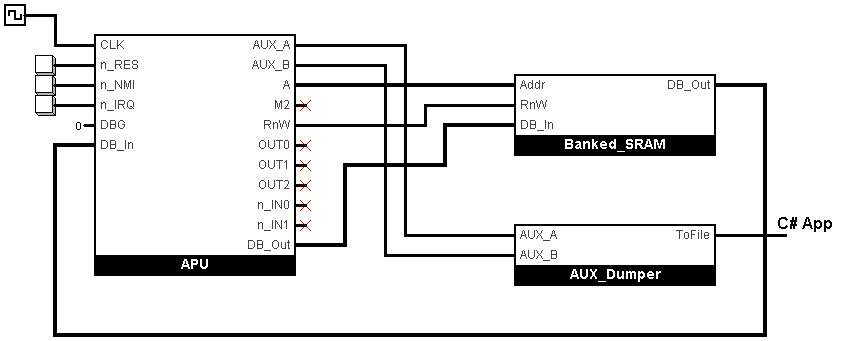 CLK
n_RES
n_NMI
n_IRQ
0
DBG
DB_In
AUX_A
AUX_B
A
M2
RnW
OUT0
OUT1
OUT2
n_IN0
n_IN1
DB_Out
APU
Addr
RnW
DB_In
DB_Out
Banked_SRAM
AUX_A
AUX_B
ToFile
AUX_Dumper
C# App